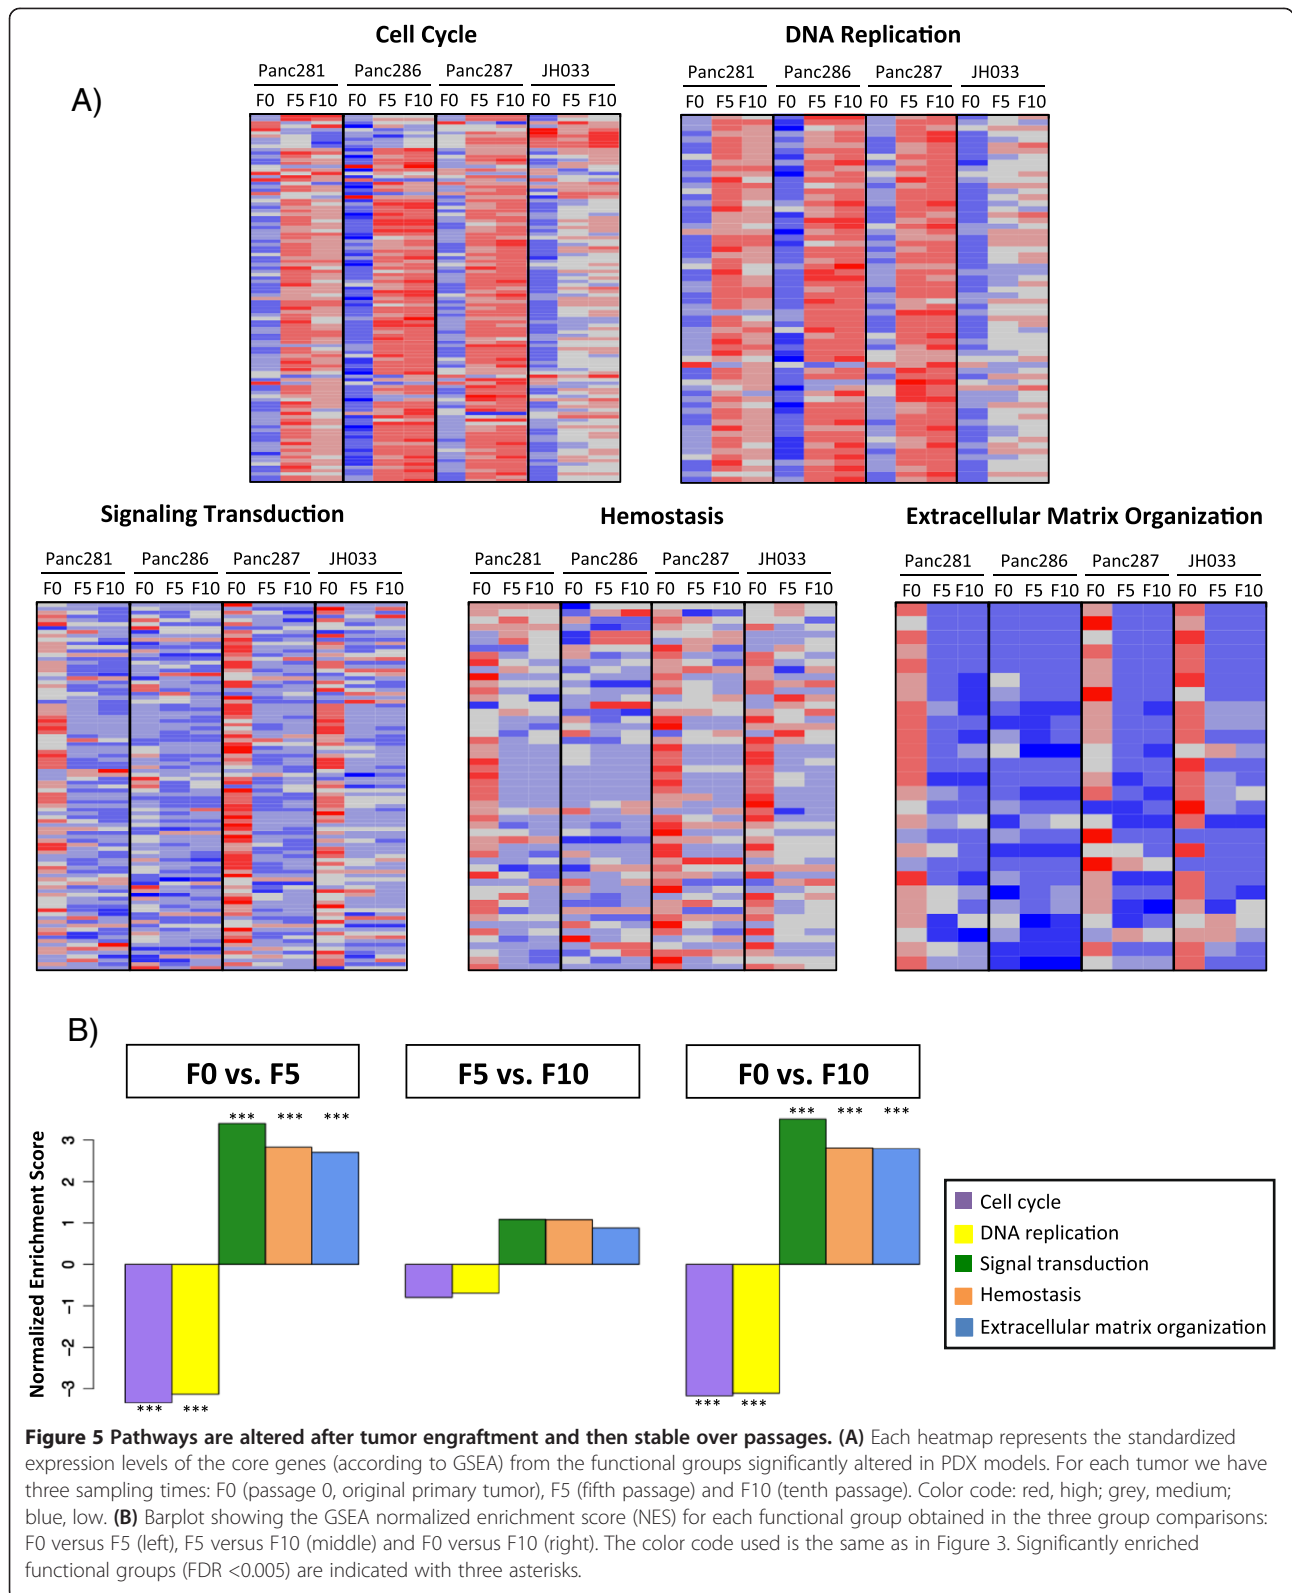 Cell Cycle DNA Replication
A)
Panc281 Panc286 Panc287 JH033 Panc281 Panc286 Panc287 JH033
F0 F5 F10 F0 F5 F10 F0 F5 F10 F0 F5 F10 F0 F5 F10 F0 F5 F10 F0 F5 F10 F0 F5 F10
Signaling Transduction Hemostasis Extracellular Matrix Organization
Panc281 Panc286 Panc287 JH033 Panc281 Panc286 Panc287 JH033 Panc281 Panc286 Panc287 JH033
F0 F5 F10 F0 F5 F10 F0 F5 F10 F0 F5 F10 F0 F5 F10 F0 F5 F10 F0 F5 F10 F0 F5 F10 F0 F5 F10 F0 F5 F10 F0 F5 F10 F0 F5 F10
B)
F0 vs. F5 F5 vs. F10 F0 vs. F10
*** *** *** *** *** ***
Normalized Enrichment Score
3
2
1
0
−1
−2
−3
*** *** *** ***
Cell cycle
DNA replication
Signal transduction
Hemostasis
Extracellular matrix organization
Figure 5 Pathways are altered after tumor engraftment and then stable over passages. (A) Each heatmap represents the standardized
expression levels of the core genes (according to GSEA) from the functional groups significantly altered in PDX models. For each tumor we have
three sampling times: F0 (passage 0, original primary tumor), F5 (fifth passage) and F10 (tenth passage). Color code: red, high; grey, medium;
blue, low. (B) Barplot showing the GSEA normalized enrichment score (NES) for each functional group obtained in the three group comparisons:
F0 versus F5 (left), F5 versus F10 (middle) and F0 versus F10 (right). The color code used is the same as in Figure 3. Significantly enriched
functional groups (FDR <0.005) are indicated with three asterisks.